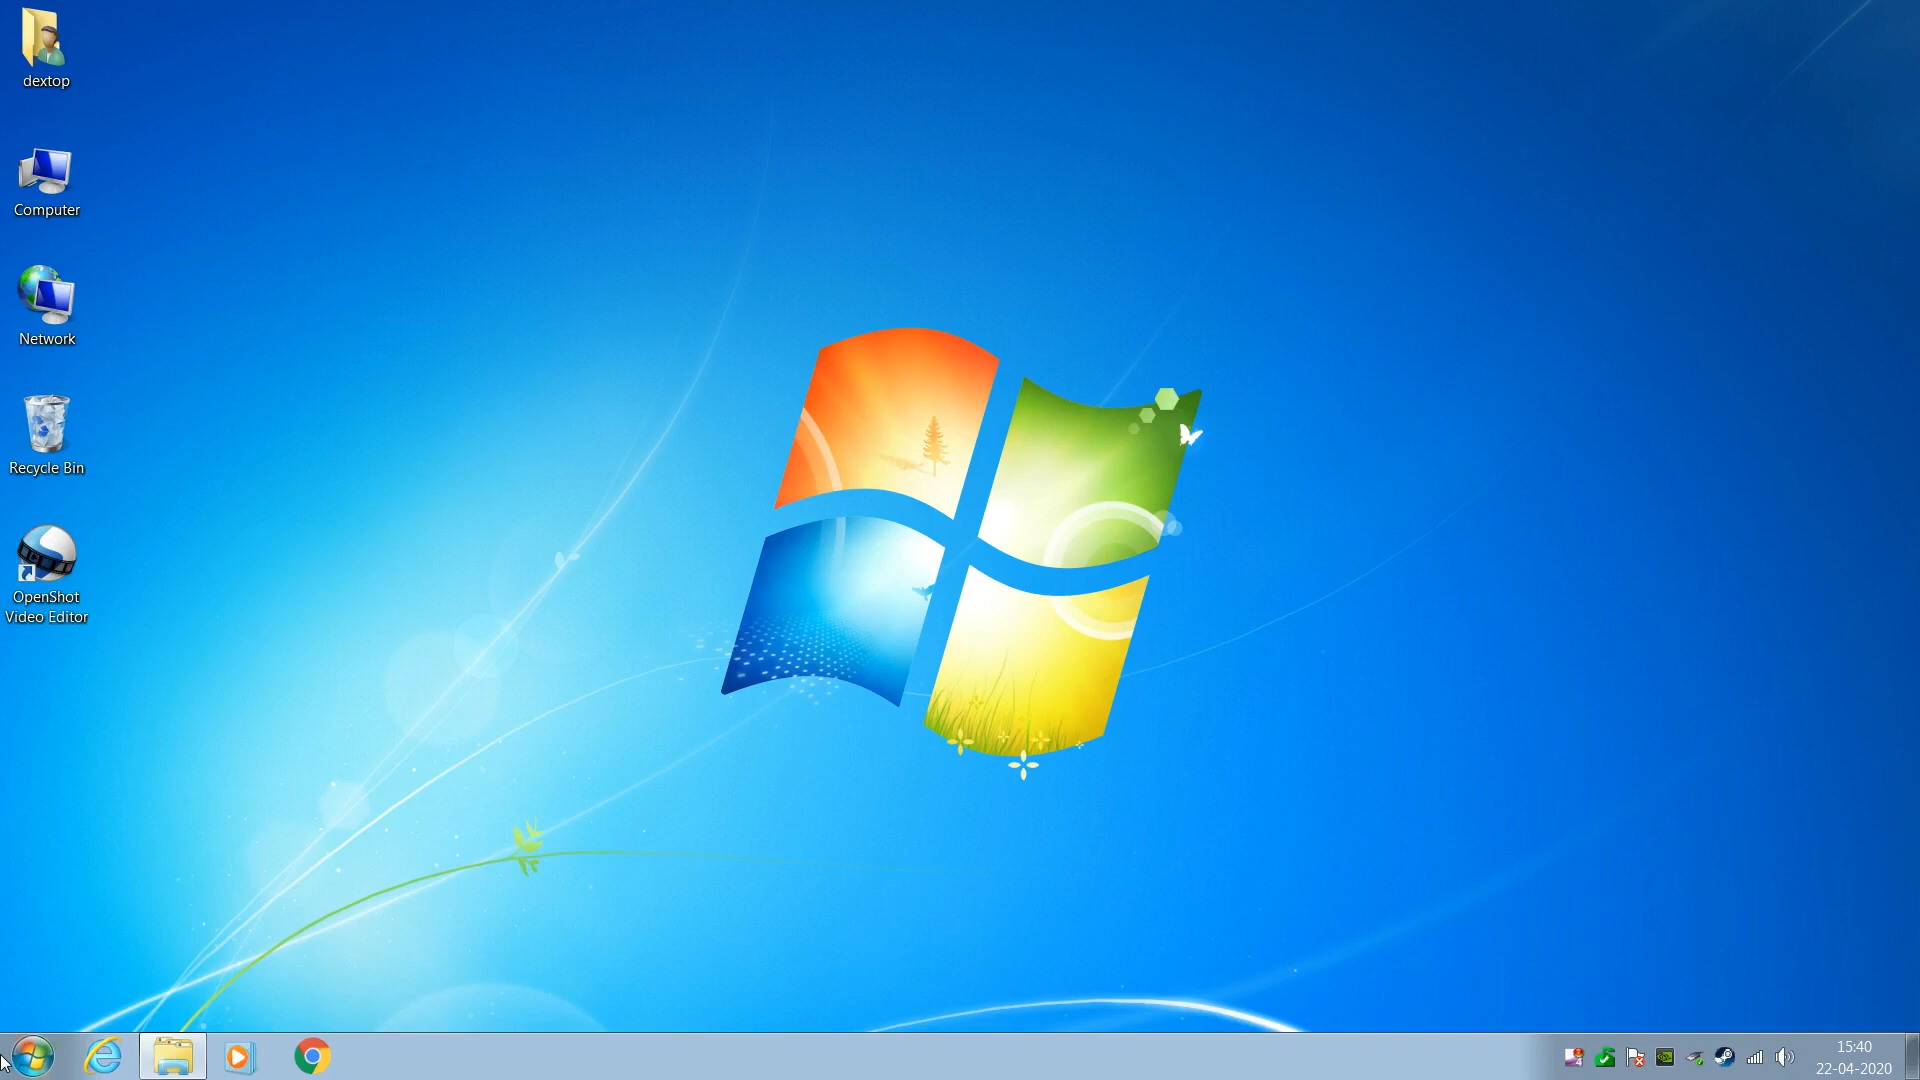 dextop
Computer
Network
Recycle Bin
OpenShot
Video Editor
15:40
22-04-2020